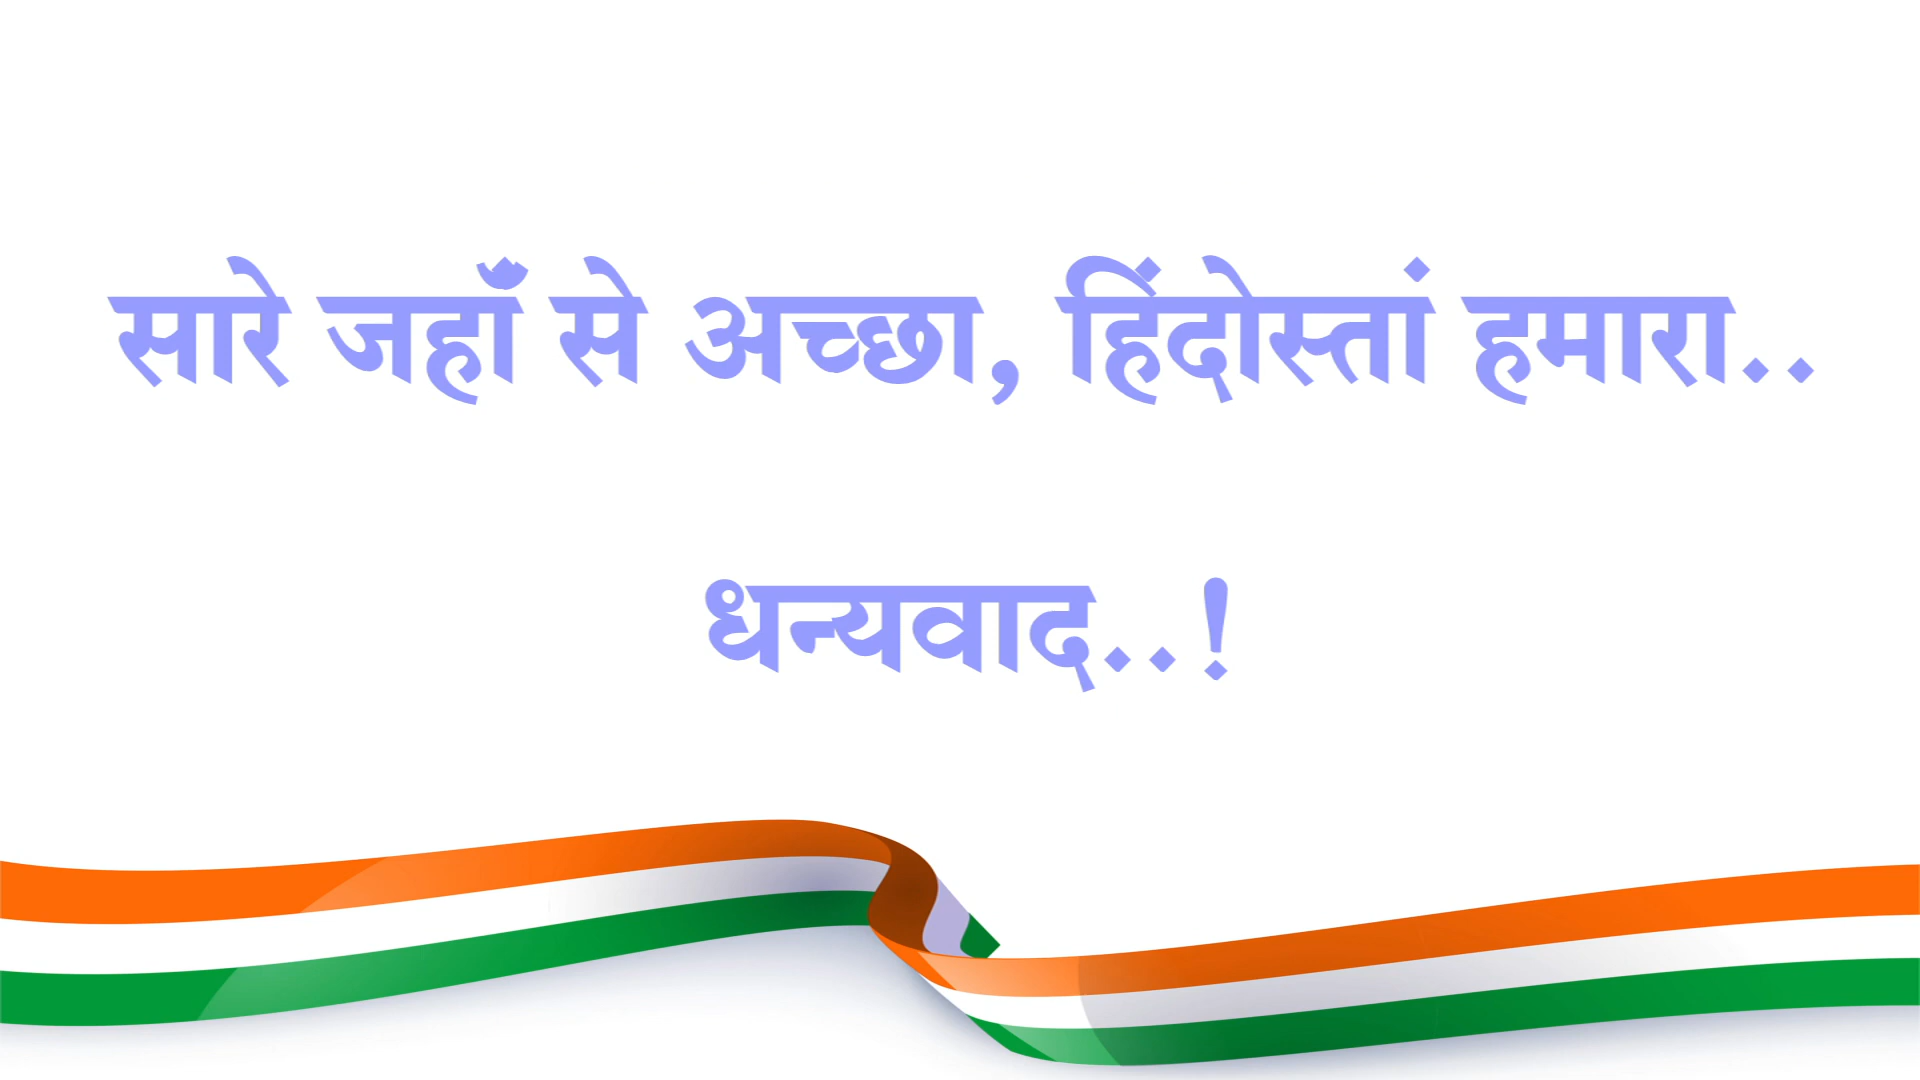 सारे जहाँ से अच्छा, हिंदोस्तां हमारा..
धन्यवाद..!